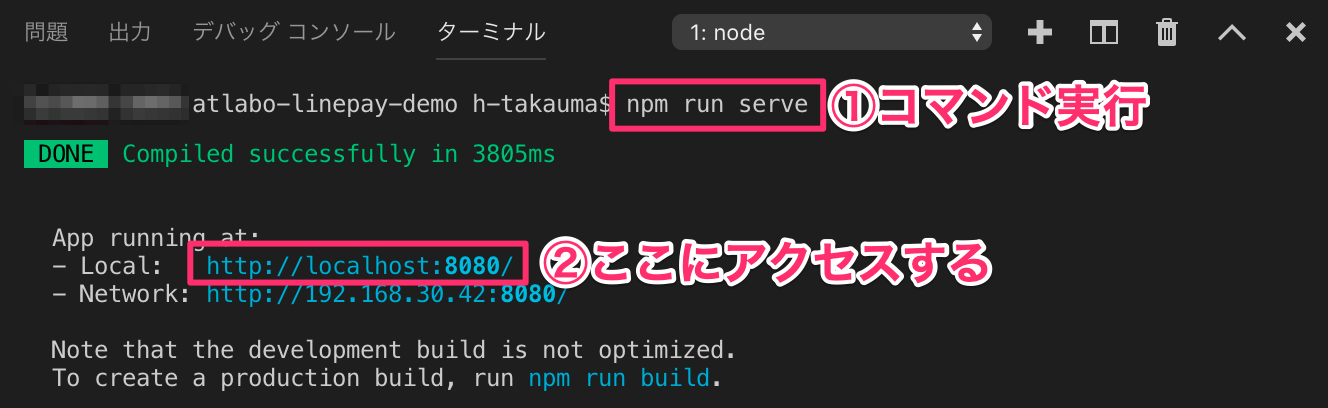 問題 出力 デバッグ コンソール ターミナル 1: node
atlabo-linepay-demo h-takauma$ npm run serve ①コマンド実行
DONE Compiled successfully in 3805ms
App running at:
- Local: http://localhost:8080/ ②ここにアクセスする
- Network: http://192.168.30.42:8080/
Note that the development build is not optimized.
To create a production build, run npm run build.